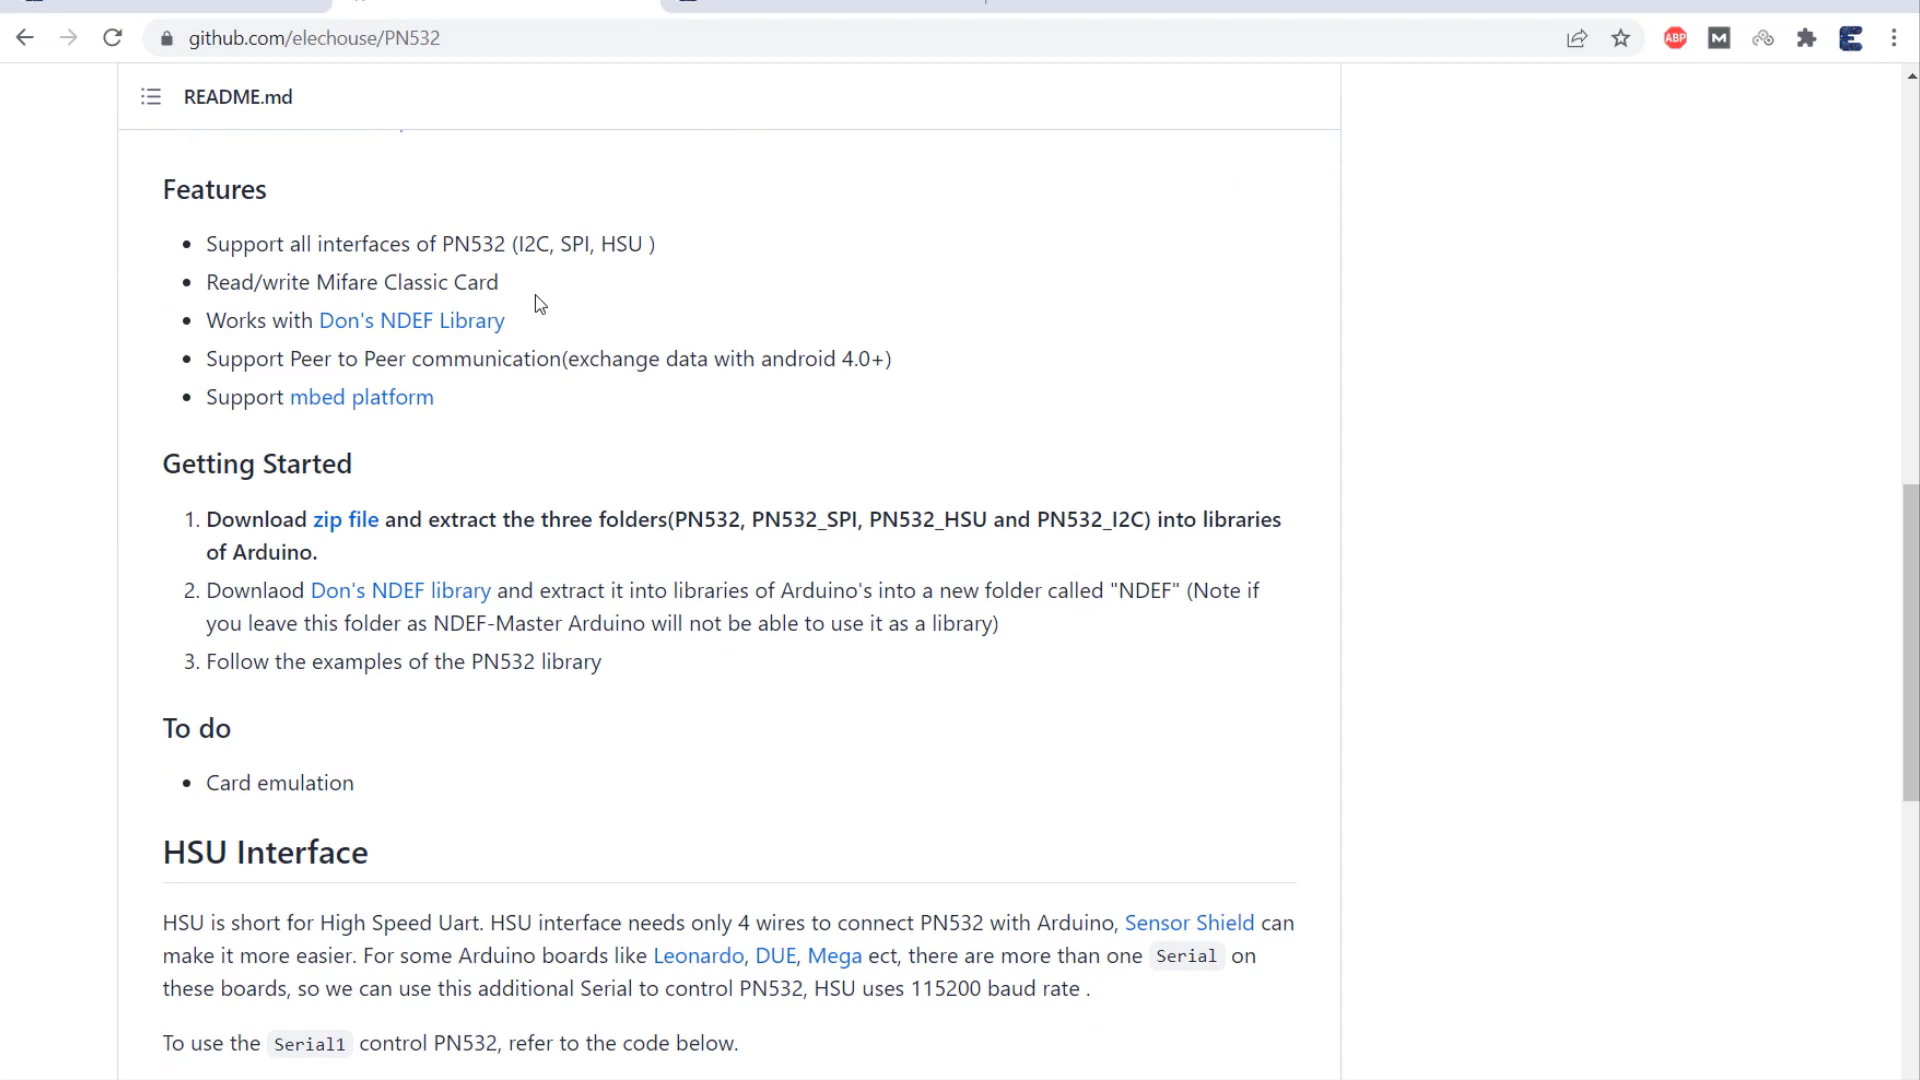 github.com/elechouse/PN532
ABP
M
README.md
Features
Support all interfaces of PN532 (I2C, SPI, HSU )
Read/write Mifare Classic Card
Works with Don's NDEF Library
Support Peer to Peer communication(exchange data with android 4.0+)
Support mbed platform
Getting Started
1. Download zip file and extract the three folders(PN532, PN532_SPI, PN532_HSU and PN532_I2C) into libraries
of Arduino.
2. Downlaod Don's NDEF library and extract it into libraries of Arduino's into a new folder called "NDEF" (Note if
you leave this folder as NDEF-Master Arduino will not be able to use it as a library)
3. Follow the examples of the PN532 library
To do
Card emulation
HSU Interface
HSU is short for High Speed Uart. HSU interface needs only 4 wires to connect PN532 with Arduino, Sensor Shield can
make it more easier. For some Arduino boards like Leonardo, DUE, Mega ect, there are more than one Serial on
these boards, so we can use this additional Serial to control PN532, HSU uses 115200 baud rate .
To use the Serial1 control PN532, refer to the code below.